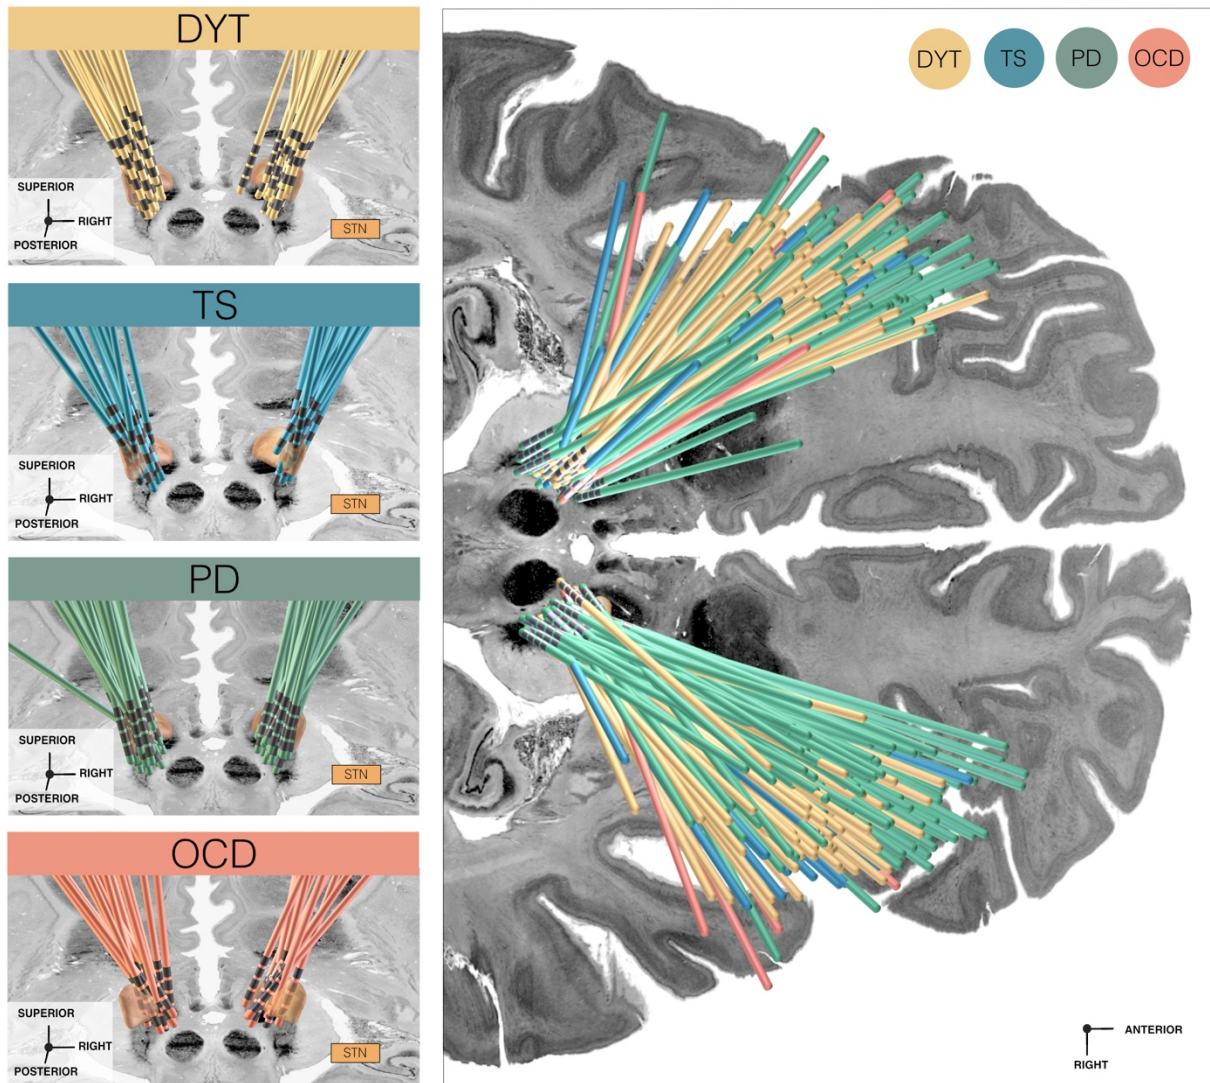 DYT
SUPERIOR
RIGHT
POSTERIOR
STN
TS
SUPERIOR
RIGHT
POSTERIOR
STN
PD
SUPERIOR
RIGHT
POSTERIOR
STN
OCD
SUPERIOR
RIGHT
POSTERIOR
STN
DYT TS PD OCD
ANTERIOR
RIGHT